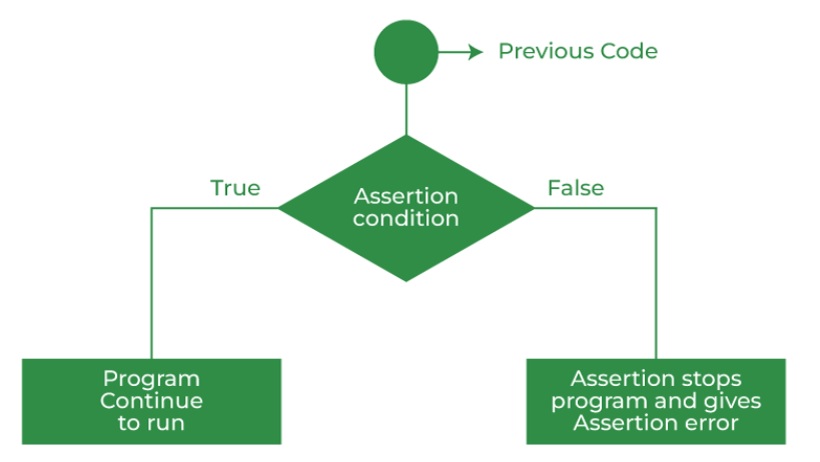 Previous Code
True
False
Assertion
condition
Program
Continue
to run
Assertion stops
program and gives
Assertion error